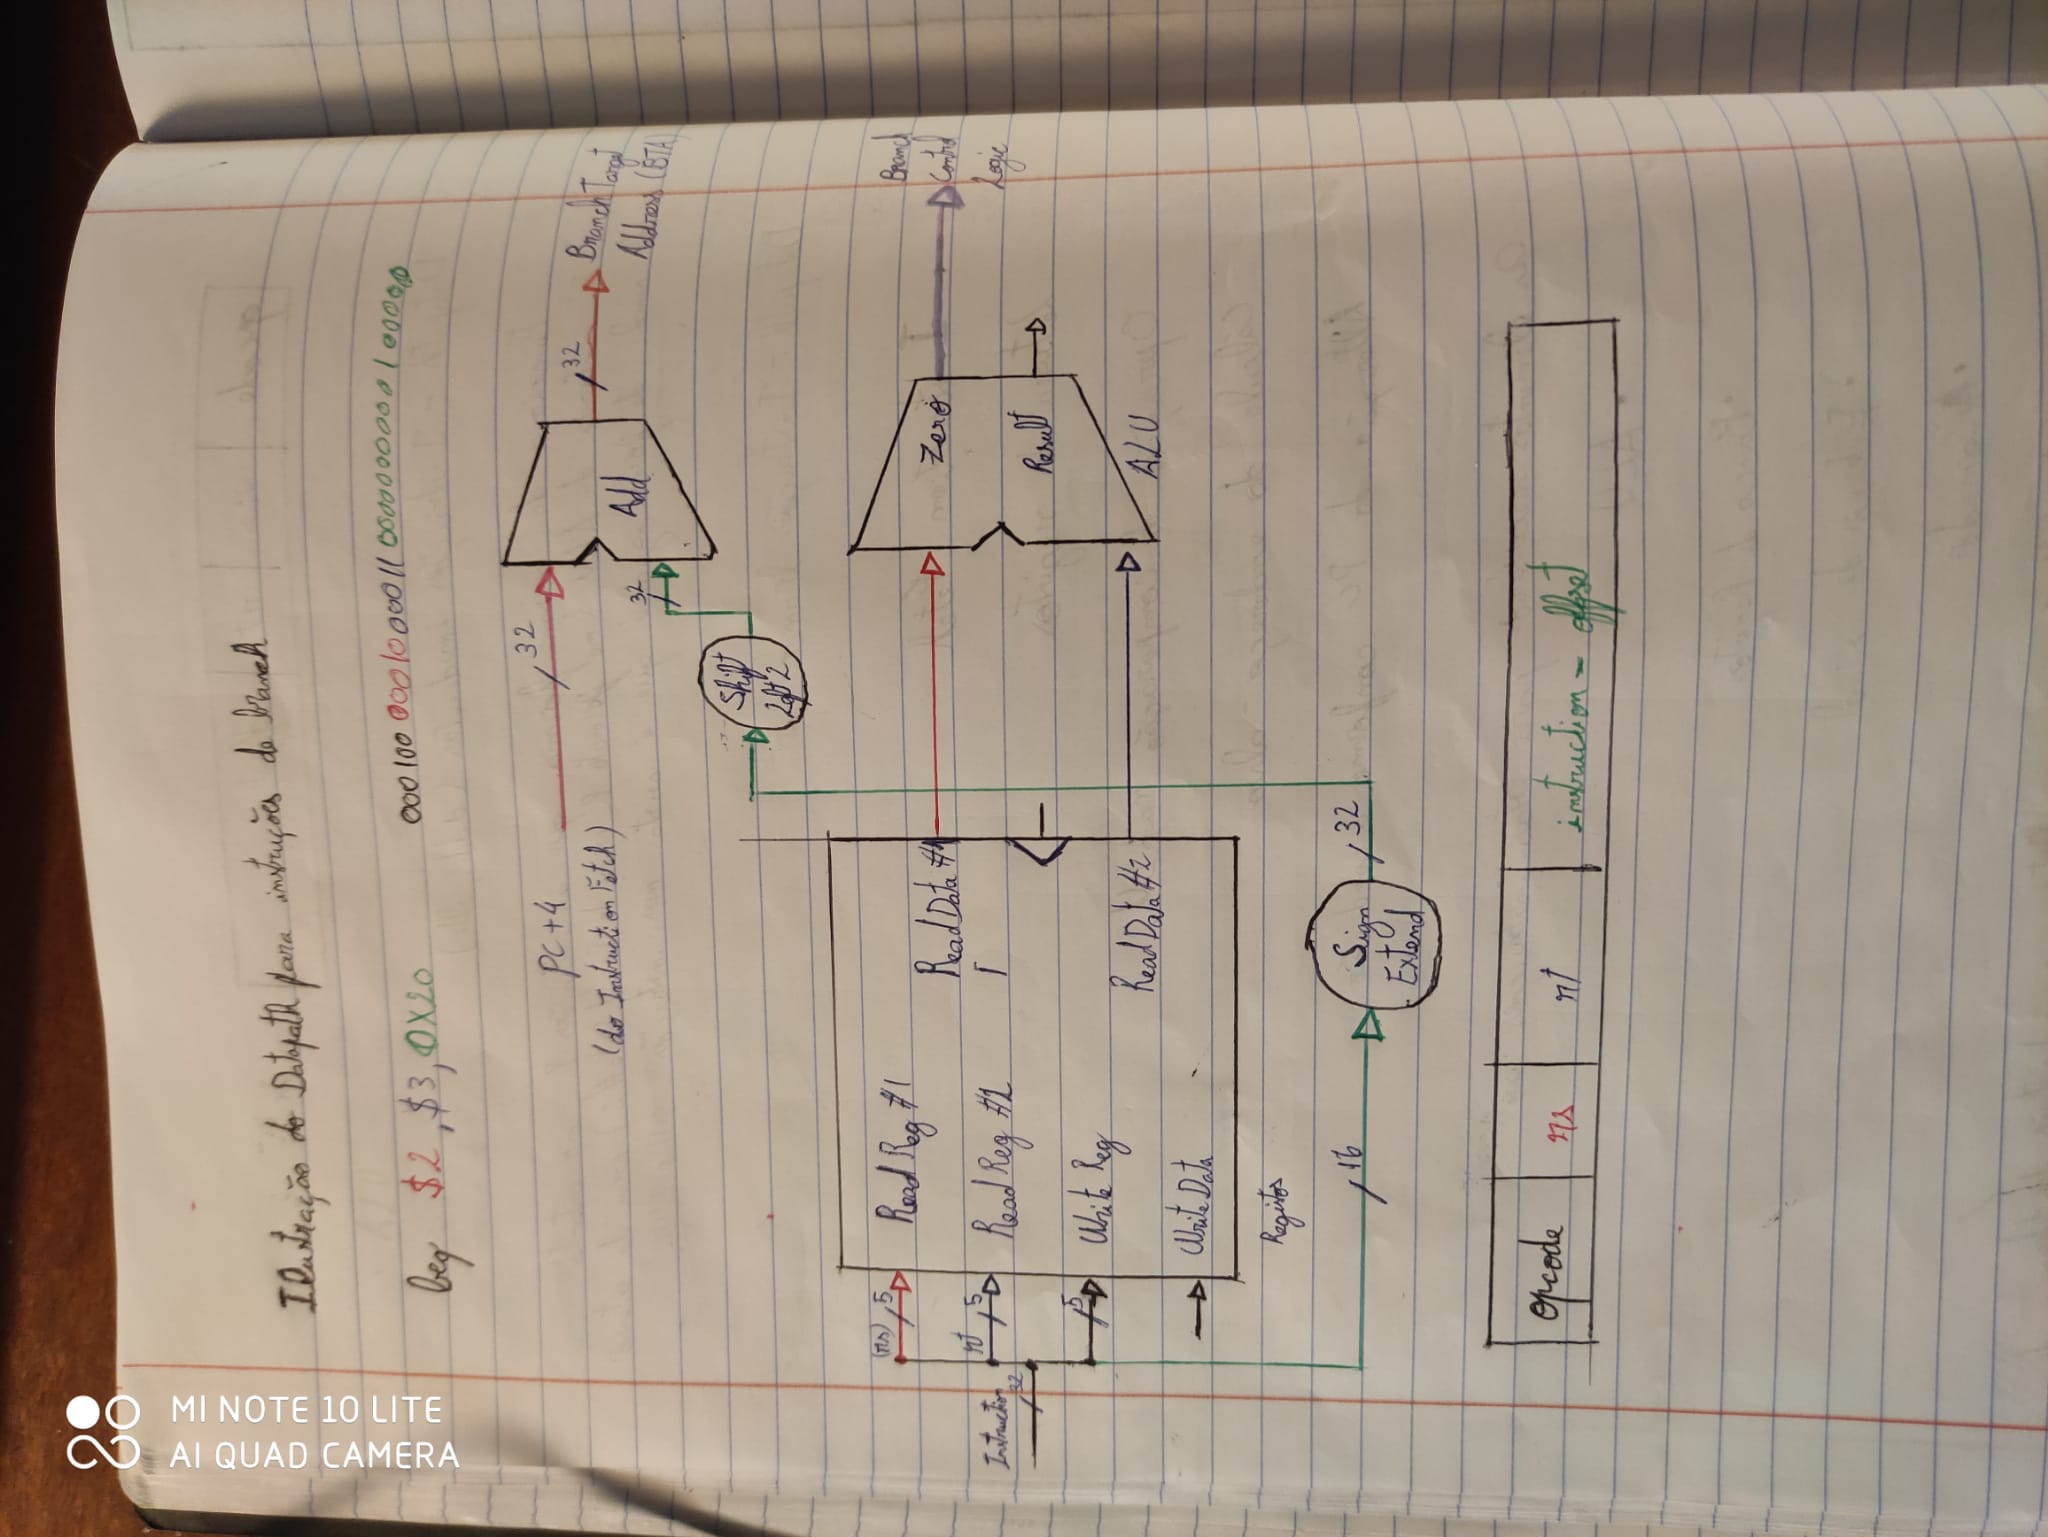 MI NOTE 10 LITE
AI QUAD CAMERA
Ilustração do Datapath para instruções de branch
beq $2, $3, 0X20
000100 00010 00011 0000000000100000
PC+4
(do Instruction Fetch)
32
32
Add
32
Branch Target
Address (BTA)
Shift
Left 2
(rs) 5
Read Reg #1
Read Data #1
rt 5
Read Reg #2
Instruction
32
5
Write Reg
Read Data #2
Write Data
Registos
Zero
Result
ALU
Branch
Control
Logic
16
Sign
Extend
32
opcode rs rt instruction - offset